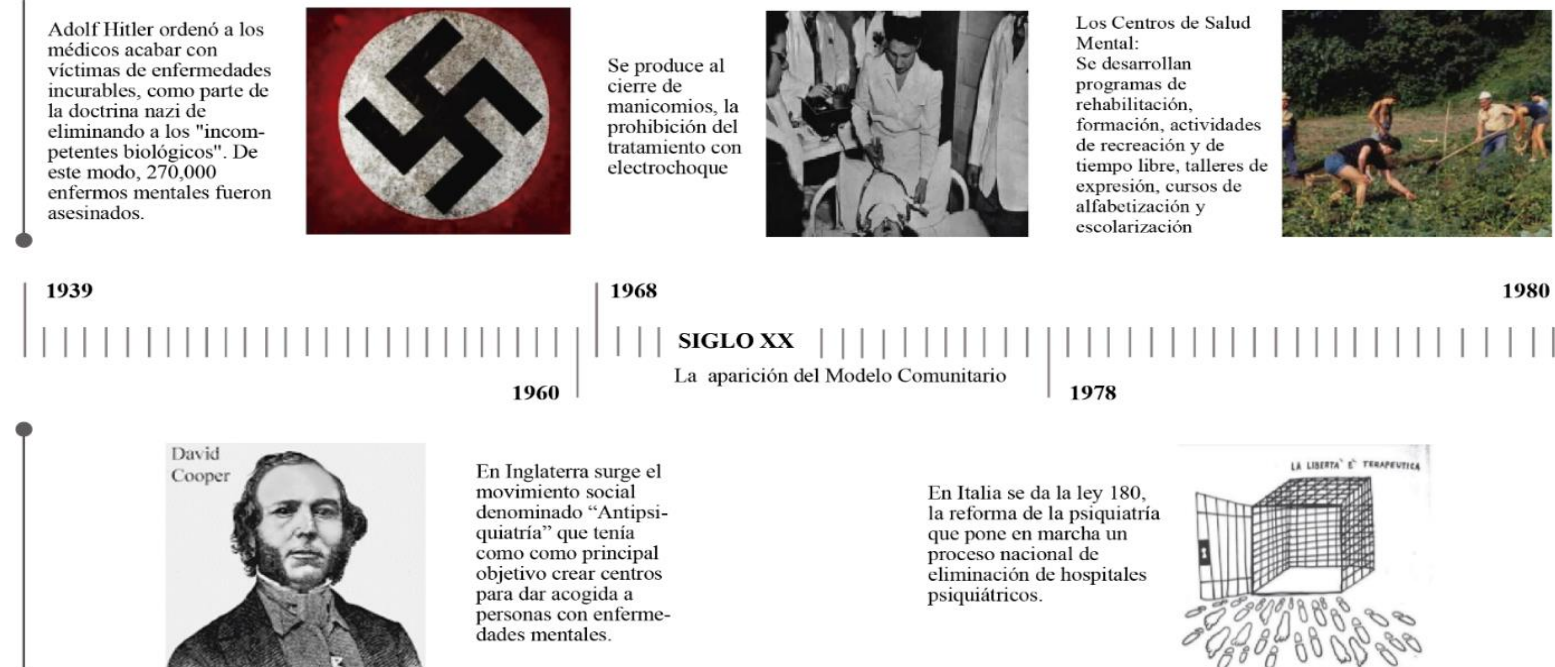 Adolf Hitler ordenó a los
médicos acabar con
víctimas de enfermedades
incurables, como parte de
la doctrina nazi de
eliminando a los "incom-
petentes biológicos". De
este modo, 270,000
enfermos mentales fueron
asesinados.
Se produce al
cierre de
manicomios, la
prohibición del
tratamiento con
electrochoque
Los Centros de Salud
Mental:
Se desarrollan
programas de
rehabilitación,
formación, actividades
de recreación y de
tiempo libre, talleres de
expresión, cursos de
alfabetización y
escolarización
1939
1968
1980
SIGLO XX
La aparición del Modelo Comunitario
1960
1978
David
Cooper
En Inglaterra surge el
movimiento social
denominado “Antipsi-
quiatría” que tenía
como como principal
objetivo crear centros
para dar acogida a
personas con enferme-
dades mentales.
En Italia se da la ley 180,
la reforma de la psiquiatría
que pone en marcha un
proceso nacional de
eliminación de hospitales
psiquiátricos.
LA LIBERTA' E' TERAPEUTICA